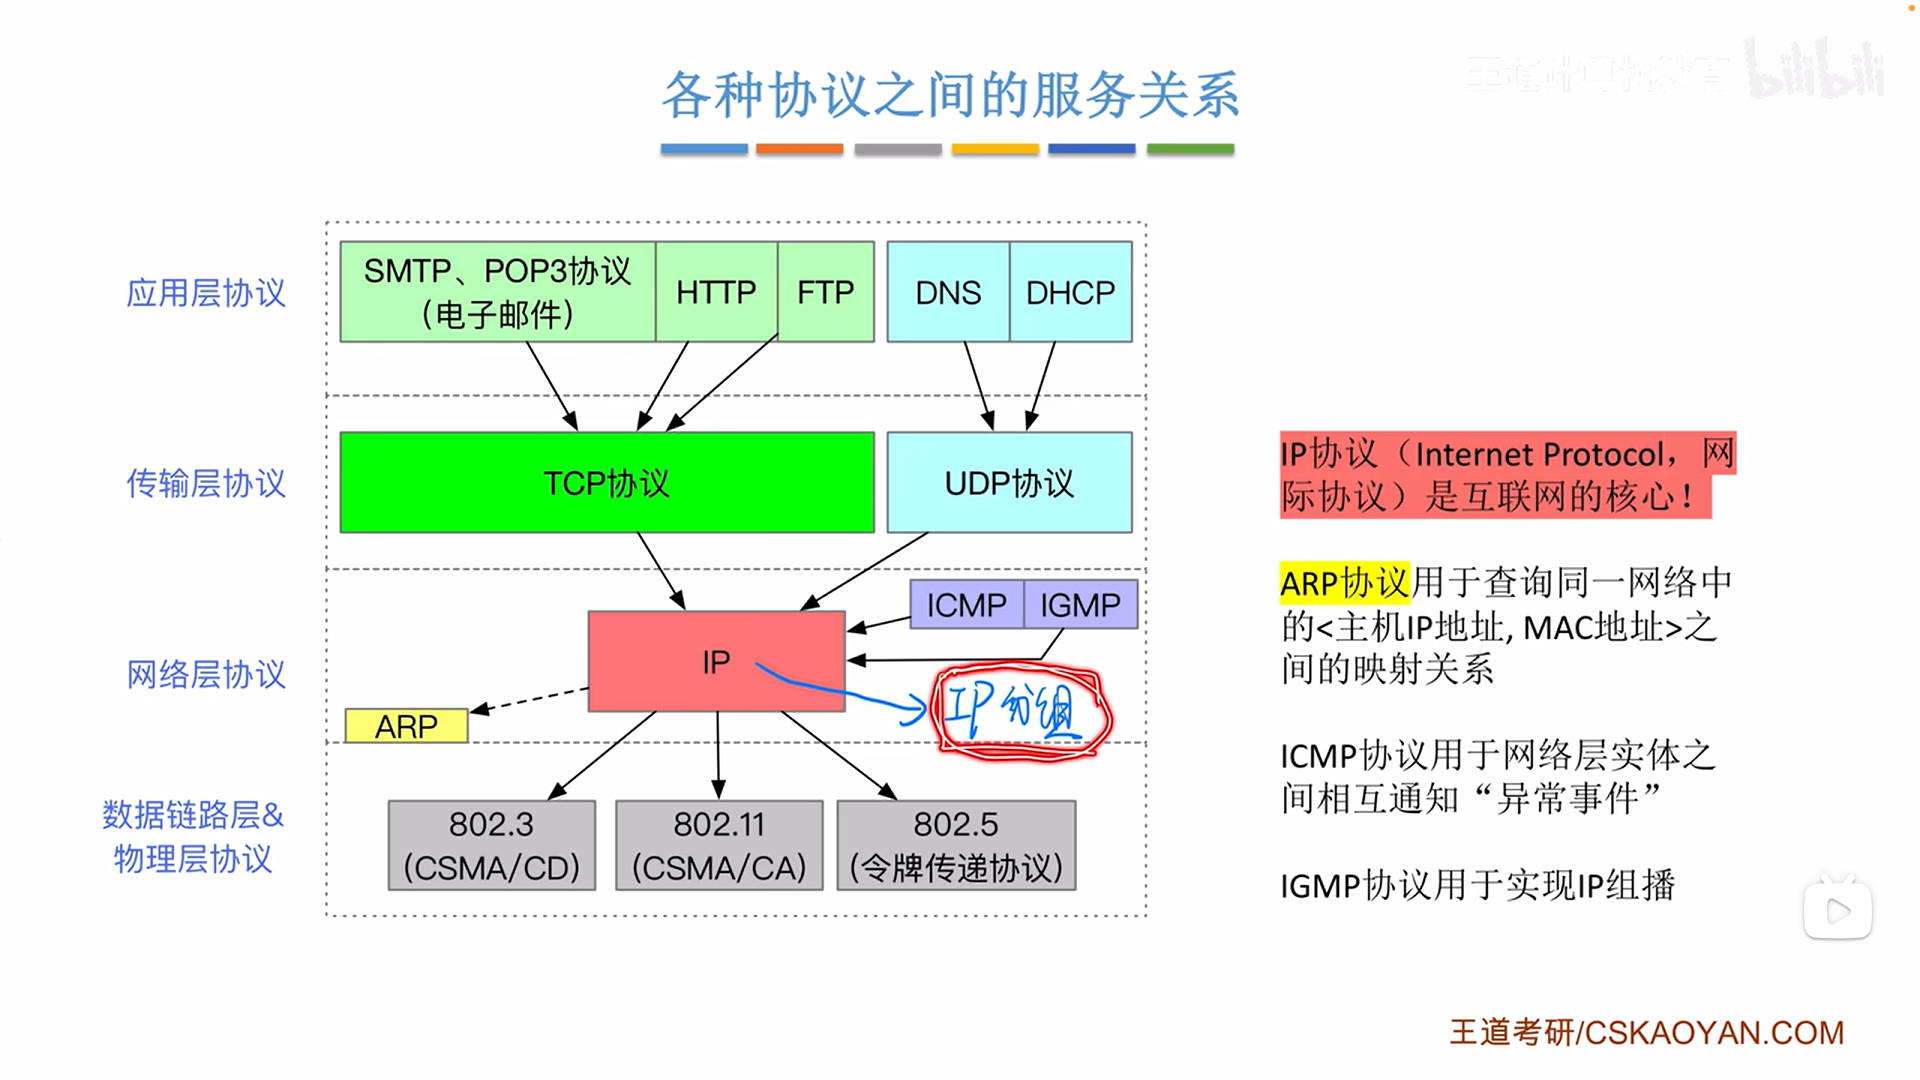 各种协议之间的服务关系
bilibili
应用层协议
SMTP、POP3协议
（电子邮件）
HTTP
FTP
DNS
DHCP
传输层协议
TCP协议
UDP协议
网络层协议
ICMP
IGMP
IP
IP分组
ARP
数据链路层&
物理层协议
802.3
（CSMA/CD）
802.11
（CSMA/CA）
802.5
（令牌传递协议）
IP协议（Internet Protocol，网
际协议）是互联网的核心！
ARP协议用于查询同一网络中
的<主机IP地址, MAC地址>之
间的映射关系
ICMP协议用于网络层实体之
间相互通知“异常事件”
IGMP协议用于实现IP组播
王道考研/CSKAOYAN.COM